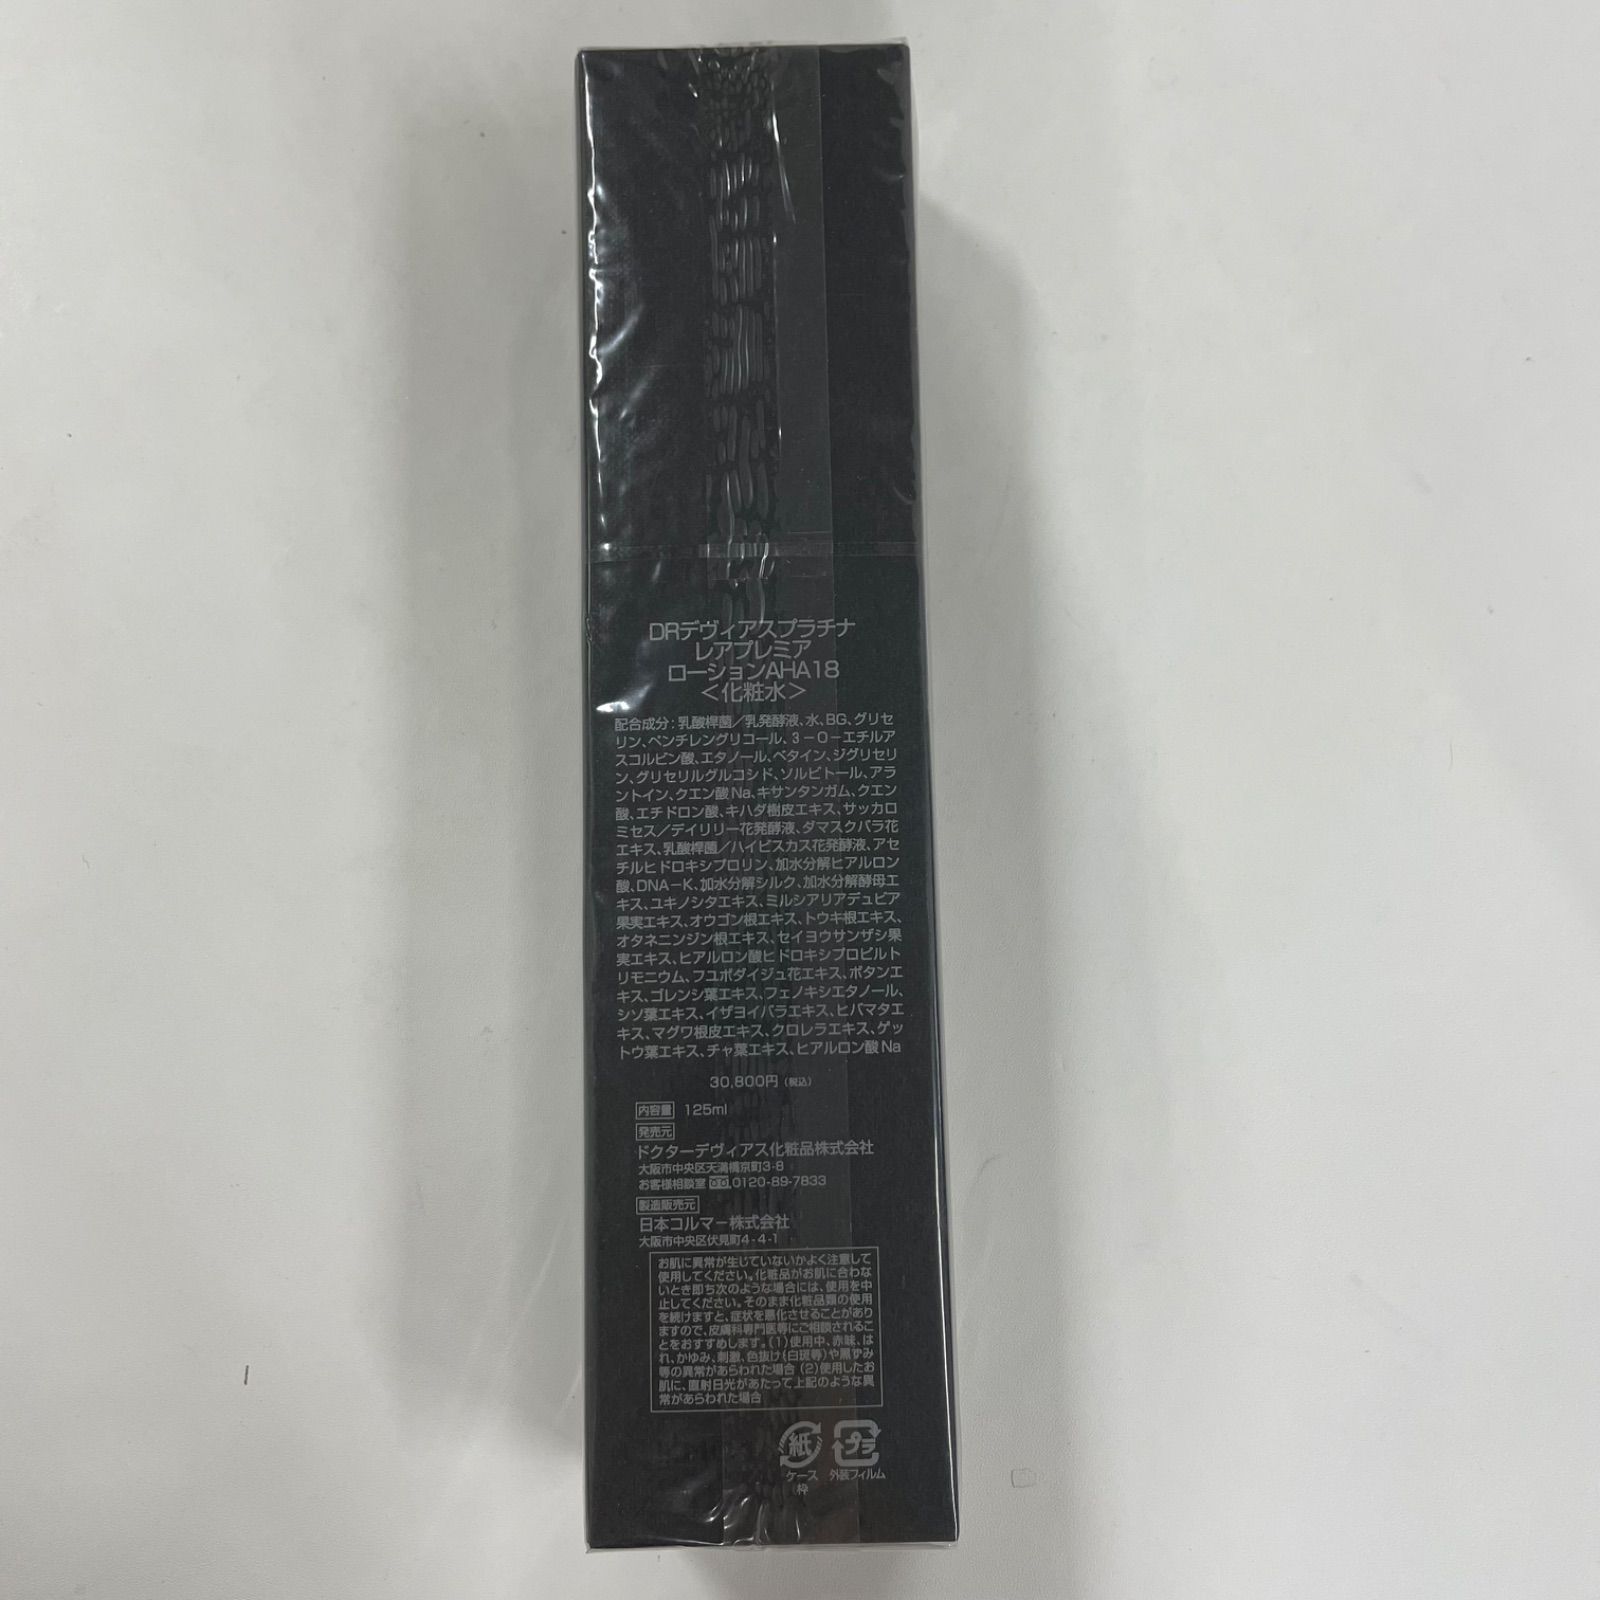 DRデヴィアスプラチナ
レアプレミア
ローションAHA18
＜化粧水＞
配合成分：乳酸桿菌／乳発酵液、水、BG、グリセ
リン、ペンチレングリコール、3－O－エチルア
スコルビン酸、エタノール、ベタイン、ジグリセリ
ン、グリセリルグルコシド、ソルビトール、アラ
ントイン、クエン酸Na、キサンタンガム、クエン
酸、エチドロン酸、キハダ樹皮エキス、サッカロ
ミセス／デイリリー花発酵液、ダマスクバラ花
エキス、乳酸桿菌／ハイビスカス花発酵液、アセ
チルヒドロキシプロリン、加水分解ヒアルロン
酸、DNA－K、加水分解シルク、加水分解酵母エ
キス、ユキノシタエキス、ミルシアリアデュビア
果実エキス、オウゴン根エキス、トウキ根エキス、
オタネニンジン根エキス、セイヨウサンザシ果
実エキス、ヒアルロン酸ヒドロキシプロピルト
リモニウム、フユボダイジュ花エキス、ボタンエ
キス、ゴレンシ葉エキス、フェノキシエタノール、
シソ葉エキス、イザヨイバラエキス、ヒバマタエ
キス、マグワ根皮エキス、クロレラエキス、ゲッ
トウ葉エキス、チャ葉エキス、ヒアルロン酸Na
30,800円（税込）
内容量 125ml
発売元
ドクターデヴィアス化粧品株式会社
大阪市中央区天満橋京町3-8
お客様相談室 0120-89-7833
製造販売元
日本コルマー株式会社
大阪市中央区伏見町4-4-1
お肌に異常が生じていないかよく注意して
使用してください。化粧品がお肌に合わな
いとき即ち次のような場合には、使用を中
止してください。そのまま化粧品類の使用
を続けますと、症状を悪化させることがあり
ますので、皮膚科専門医等にご相談されるこ
とをおすすめします。(1)使用中、赤味、は
れ、かゆみ、刺激、色抜け(白斑等)や黒ずみ
等の異常があらわれた場合 (2)使用したお
肌に、直射日光があたって上記のような異
常があらわれた場合
紙 プラ
ケース 外装フィルム
枠